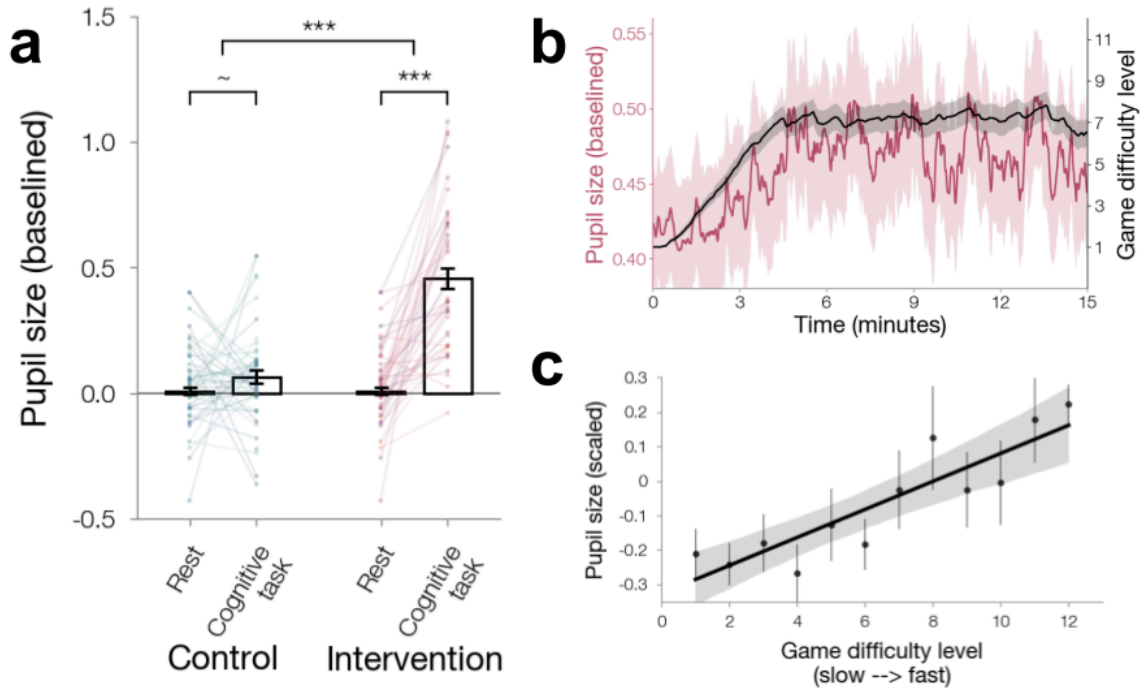 a
Pupil size (baselined)
1.5
1.0
0.5
0.0
-0.5
***
~
***
Rest
Cognitive
task
Rest
Cognitive
task
Control
Intervention
b
Pupil size (baselined)
0.55
0.50
0.45
0.40
Game difficulty level
11
9
7
5
3
1
0 3 6 9 12 15
Time (minutes)
c
Pupil size (scaled)
0.3
0.2
0.1
0
-0.1
-0.2
-0.3
0 2 4 6 8 10 12
Game difficulty level
(slow --> fast)